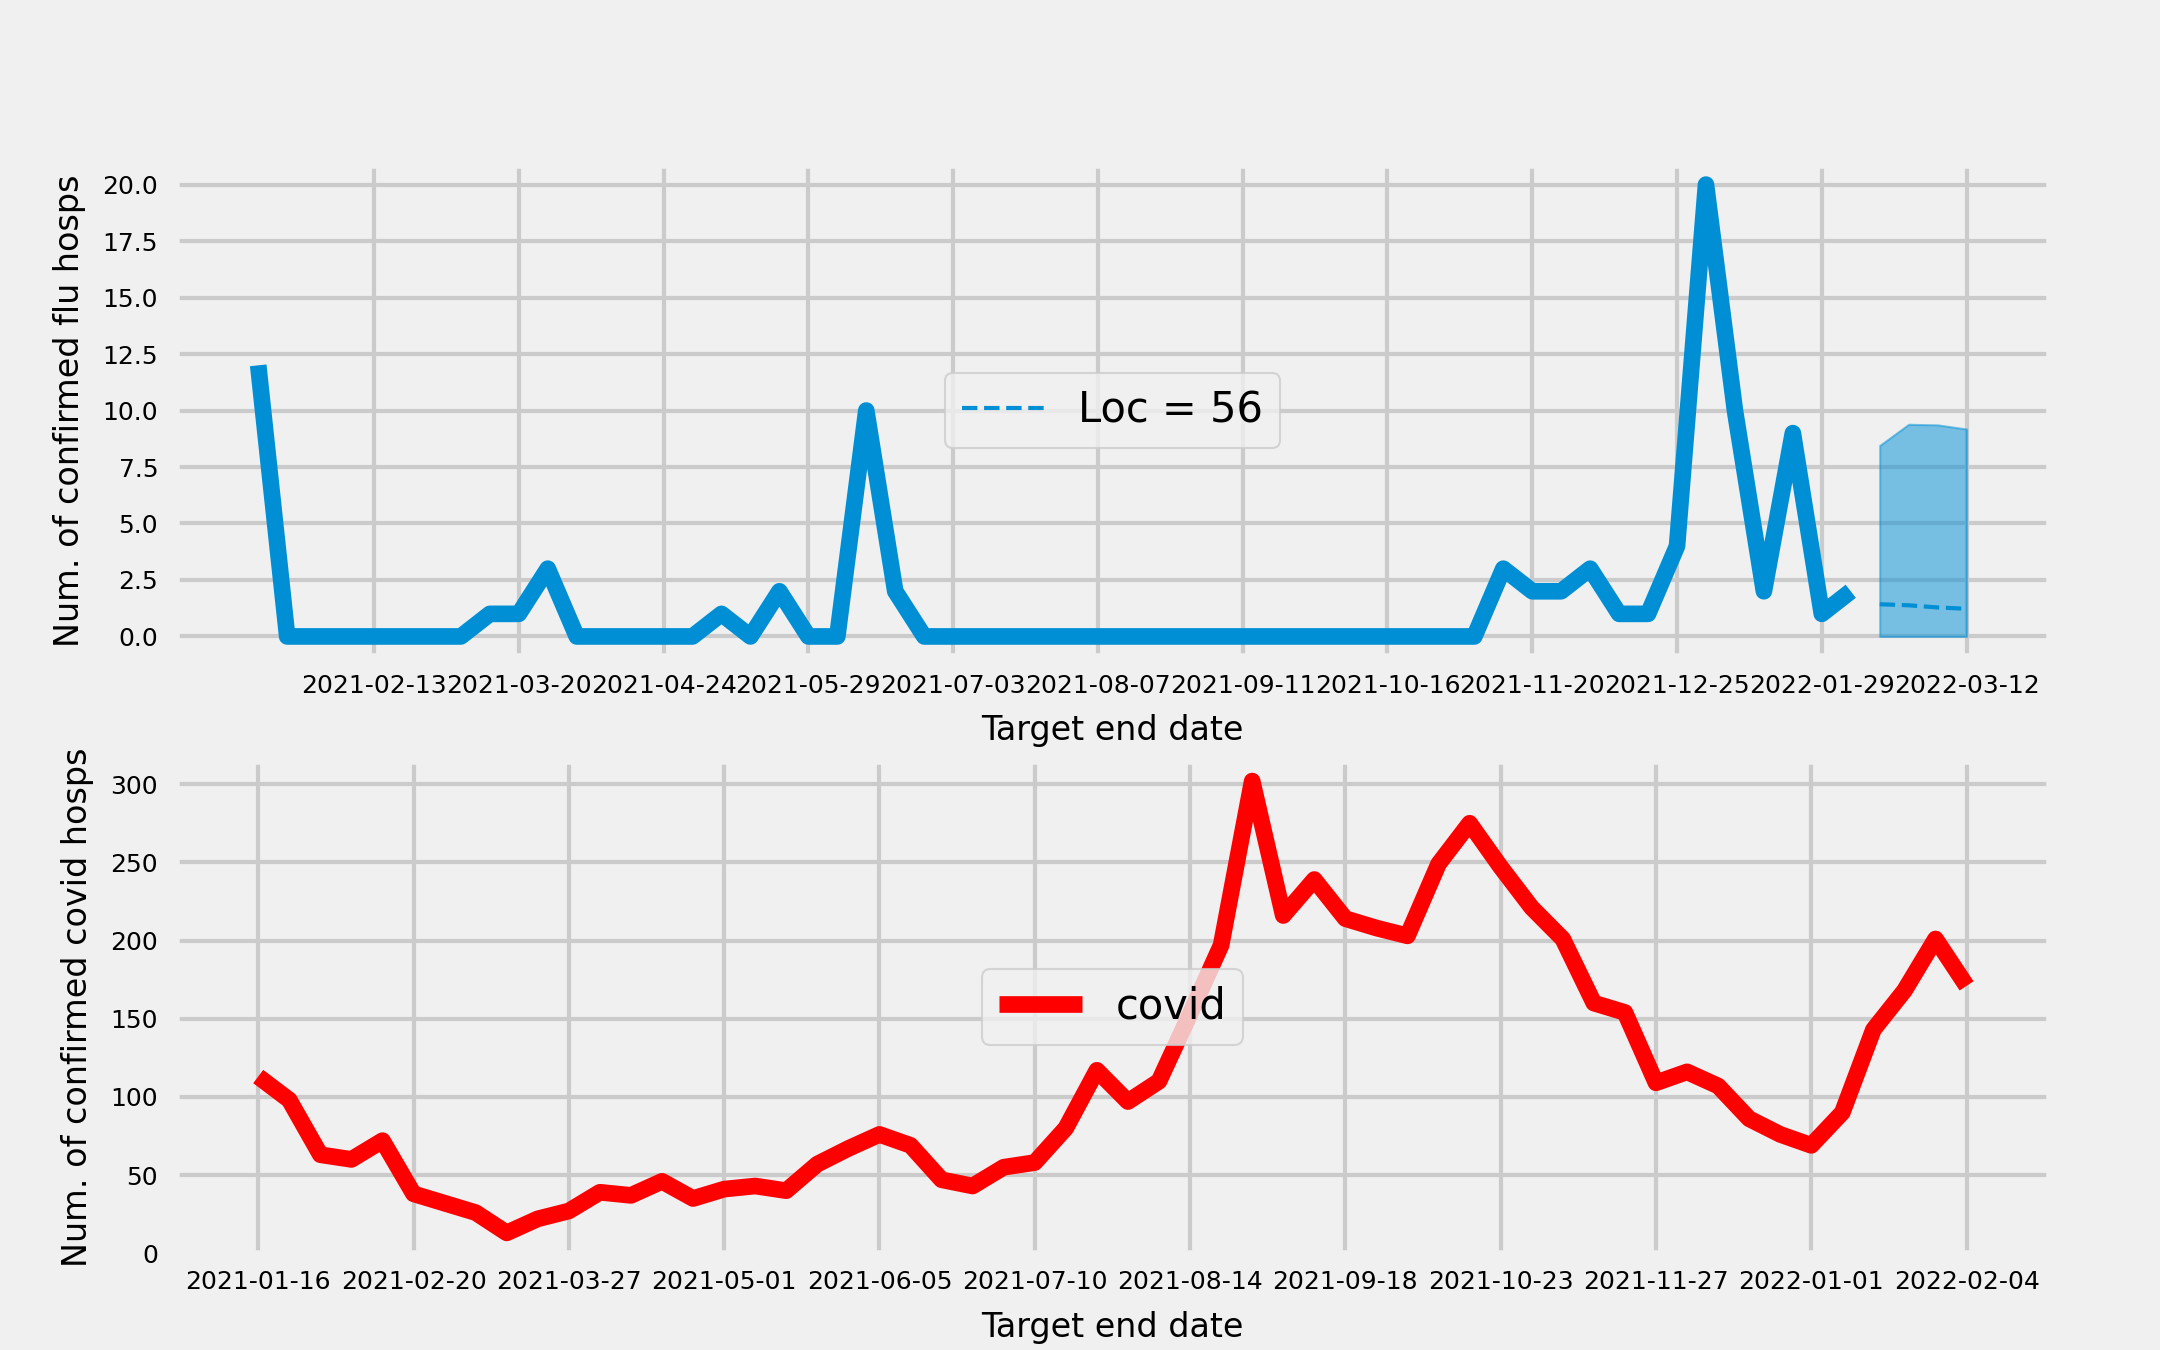 Num. of confirmed flu hosps
20.0
17.5
15.0
12.5
10.0
7.5
5.0
2.5
0.0
Loc = 56
2021-02-13 2021-03-20 2021-04-24 2021-05-29 2021-07-03 2021-08-07 2021-09-11 2021-10-16 2021-11-20 2021-12-25 2022-01-29 2022-03-12
Target end date
Num. of confirmed covid hosps
300
250
200
150
100
50
0
covid
2021-01-16 2021-02-20 2021-03-27 2021-05-01 2021-06-05 2021-07-10 2021-08-14 2021-09-18 2021-10-23 2021-11-27 2022-01-01 2022-02-04
Target end date